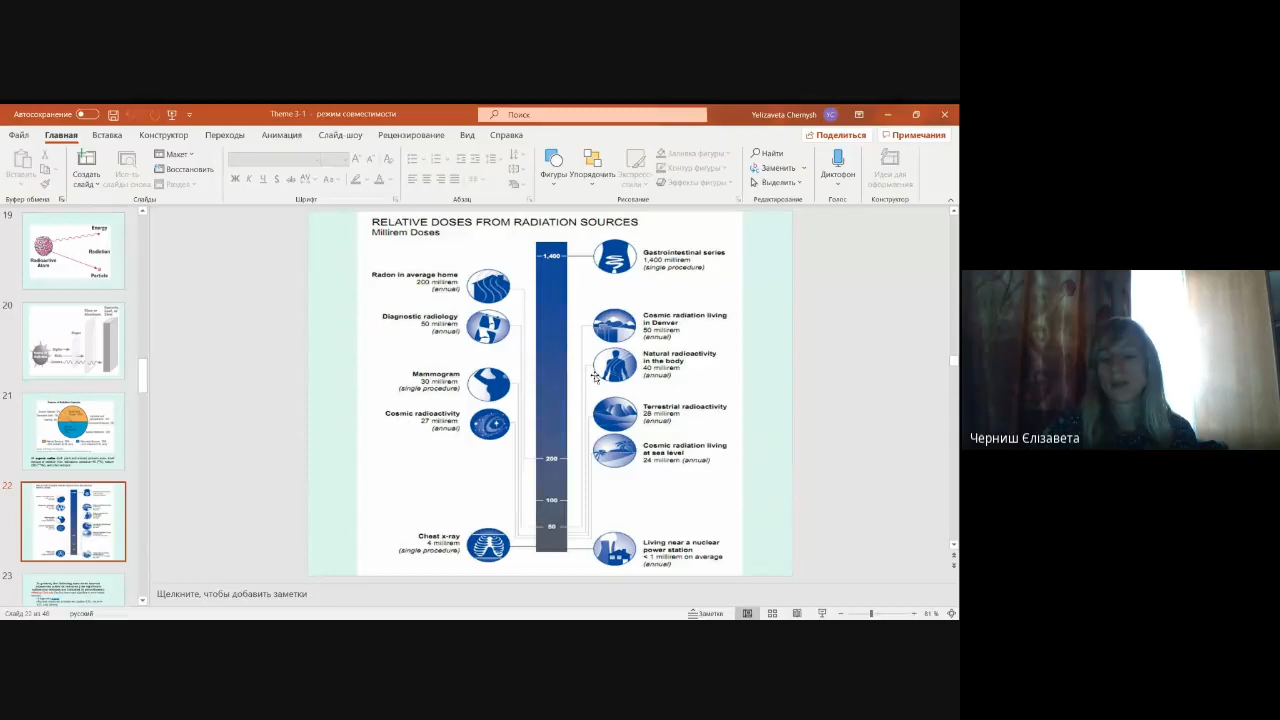 Автосохранение
Theme 3-1 - режим совместимости
Поиск
Yelizaveta Chernysh
YC
Файл
Главная
Вставка
Конструктор
Переходы
Анимация
Слайд-шоу
Рецензирование
Вид
Справка
Поделиться
Примечания
Вставить
Создать
слайд
Макет
Восстановить
Раздел
Ж К Ч S ab
Aa
Фигуры
Упорядочить
Экспресс-
стили
Заливка фигуры
Контур фигуры
Эффекты фигуры
Найти
Заменить
Выделить
Диктофон
Идеи для
оформления
Буфер обмена
Слайды
Шрифт
Абзац
Рисование
Редактирование
Голос
Конструктор
19
Energy
Radiation
Radioactive
Atom
Particle
20
21
22
23
RELATIVE DOSES FROM RADIATION SOURCES
Millirem Doses
1,400
Gastrointestinal series
1,400 millirem
(single procedure)
Radon in average home
200 millirem
(annual)
Diagnostic radiology
50 millirem
(annual)
Cosmic radiation living
in Denver
50 millirem
(annual)
Natural radioactivity
in the body
40 millirem
(annual)
Mammogram
30 millirem
(single procedure)
Cosmic radioactivity
27 millirem
(annual)
Terrestrial radioactivity
28 millirem
(annual)
Cosmic radiation living
at sea level
24 millirem (annual)
200
100
50
Chest x-ray
4 millirem
(single procedure)
Living near a nuclear
power station
< 1 millirem on average
(annual)
Щелкните, чтобы добавить заметки
Слайд 22 из 48
русский
Заметки
81 %
Черниш Єлізавета